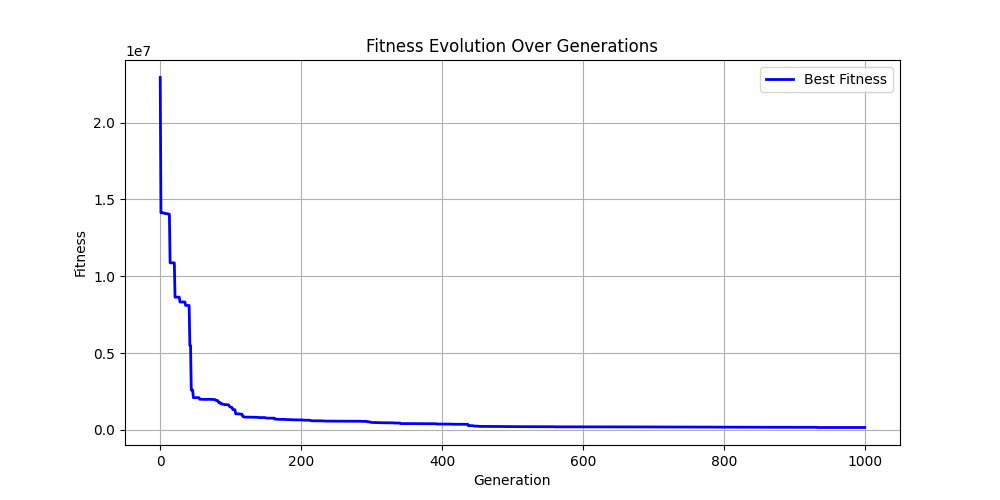 Fitness Evolution Over Generations
1e7
Best Fitness
2.0
1.5
1.0
0.5
0.0
Fitness
0 200 400 600 800 1000
Generation